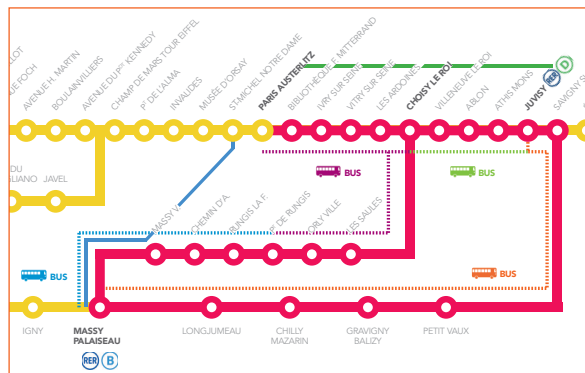 AVENUE H. MARTIN
BOULAINVILLIERS
AVENUE DU PDT KENNEDY
CHAMP DE MARS TOUR EIFFEL
PT DE L'ALMA
INVALIDES
MUSÉE D'ORSAY
ST-MICHEL NOTRE DAME
PARIS AUSTERLITZ
BIBLIOTHÈQUE F. MITTERRAND
IVRY SUR SEINE
VITRY SUR SEINE
LES ARDOINES
CHOISY LE ROI
VILLENEUVE LE ROI
ABLON
ATHIS MONS
JUVISY
RER
D
SAVIGNY S
DU
JAVEL
BUS
BUS
MASSY V.
CHEMIN D'A.
RUNGIS LA F.
PT DE RUNGIS
ORLY VILLE
LES SAULES
BUS
BUS
IGNY
MASSY
PALAISEAU
RER B
LONGJUMEAU
CHILLY
MAZARIN
GRAVIGNY
BALIZY
PETIT VAUX